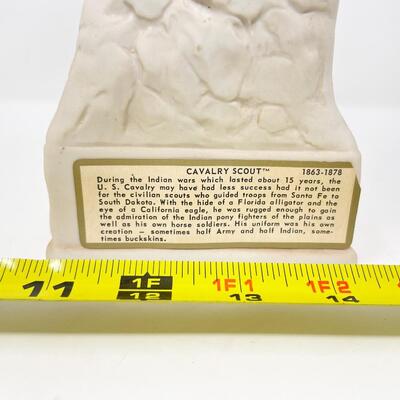 CAVALRY SCOUT™ 1863-1878
During the Indian wars which lasted about 15 years, the
U. S. Cavalry may have had less success had it not been
for the civilian scouts who guided troops from Santa Fe to
South Dakota. With the hide of a Florida alligator and the
eye of a California eagle, he was rugged enough to gain
the admiration of the Indian pony fighters of the plains as
well as his own horse soldiers. His uniform was his own
creation – sometimes half Army and half Indian, some-
times buckskins.
11 1F 1F1 1F2
12 13 14